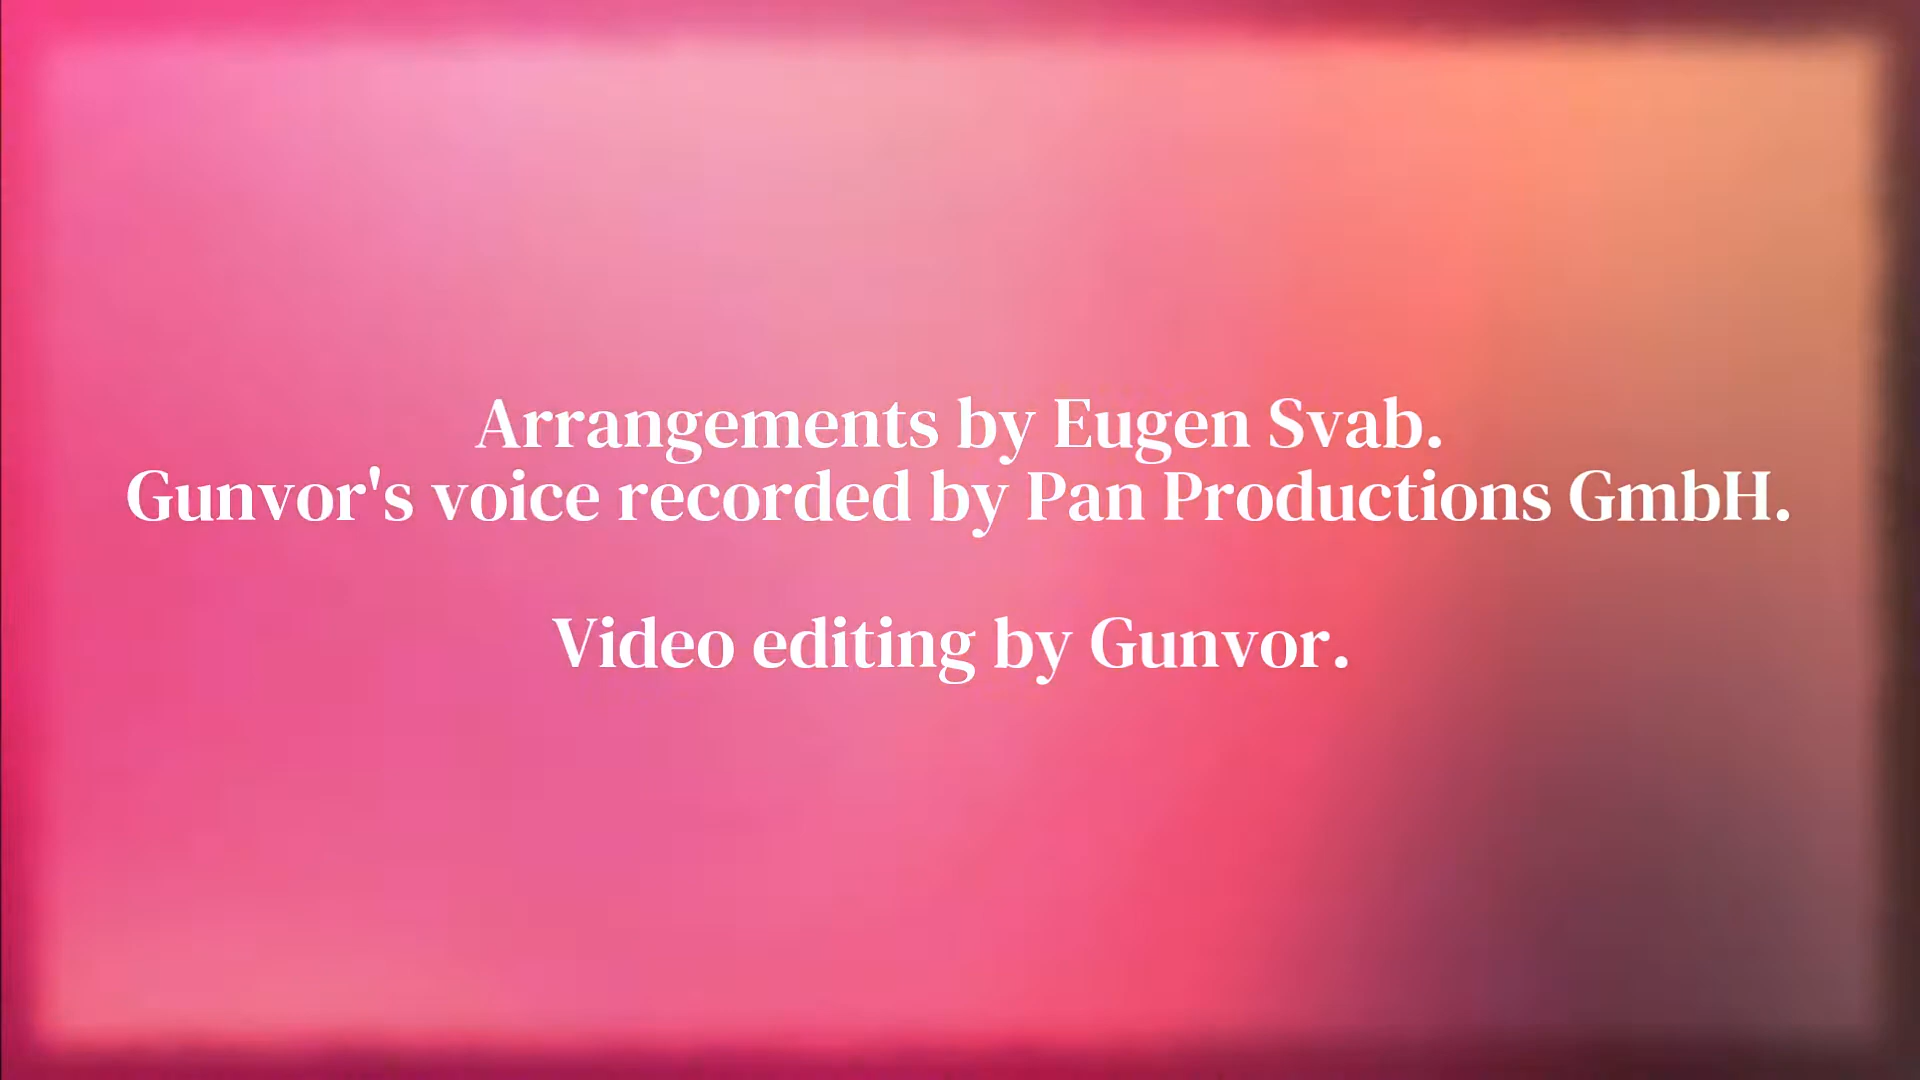 Arrangements by Eugen Svab.
Gunvor's voice recorded by Pan Productions GmbH.
Video editing by Gunvor.